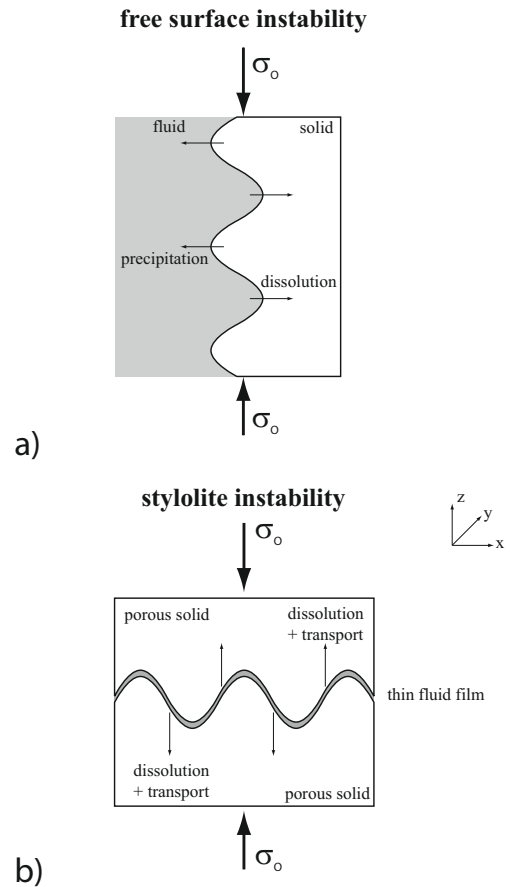 free surface instability
σo
fluid
solid
precipitation
dissolution
σo
a)
stylolite instability
σo
z
y
x
porous solid
dissolution
+ transport
thin fluid film
dissolution
+ transport
porous solid
σo
b)